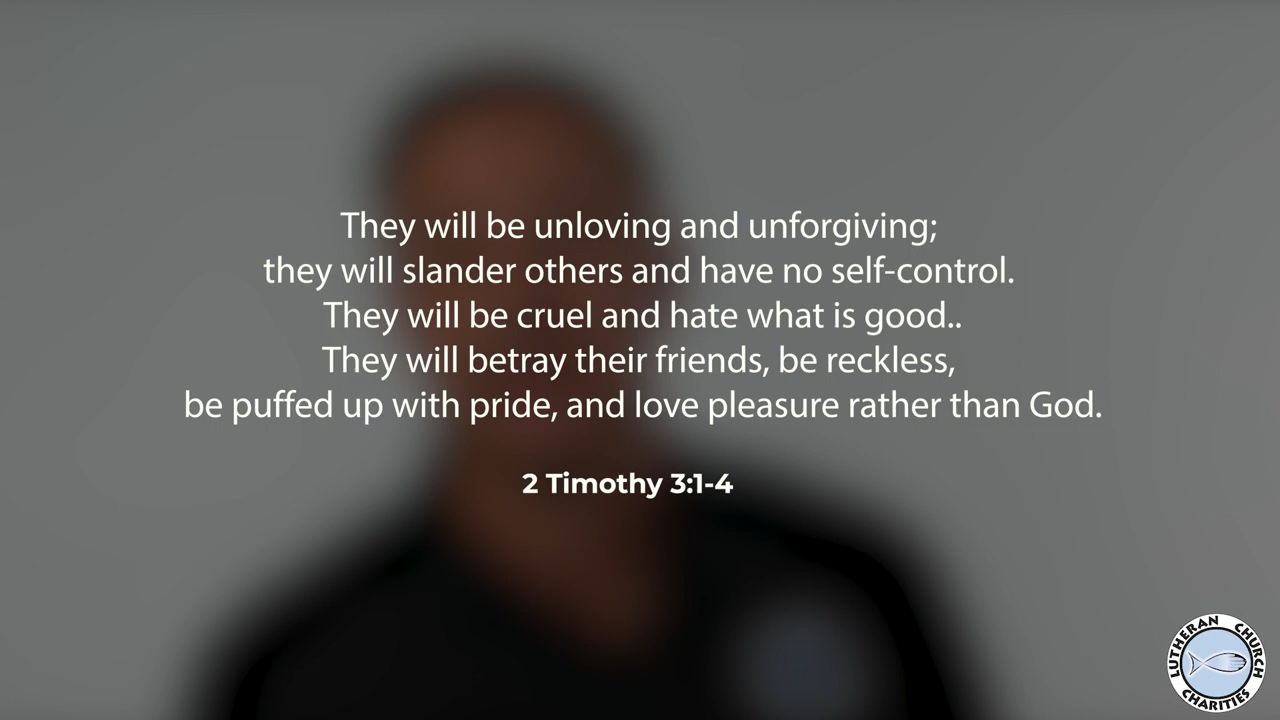 They will be unloving and unforgiving;
they will slander others and have no self-control.
They will be cruel and hate what is good..
They will betray their friends, be reckless,
be puffed up with pride, and love pleasure rather than God.
2 Timothy 3:1-4
LUTHERAN CHURCH
CHARITIES